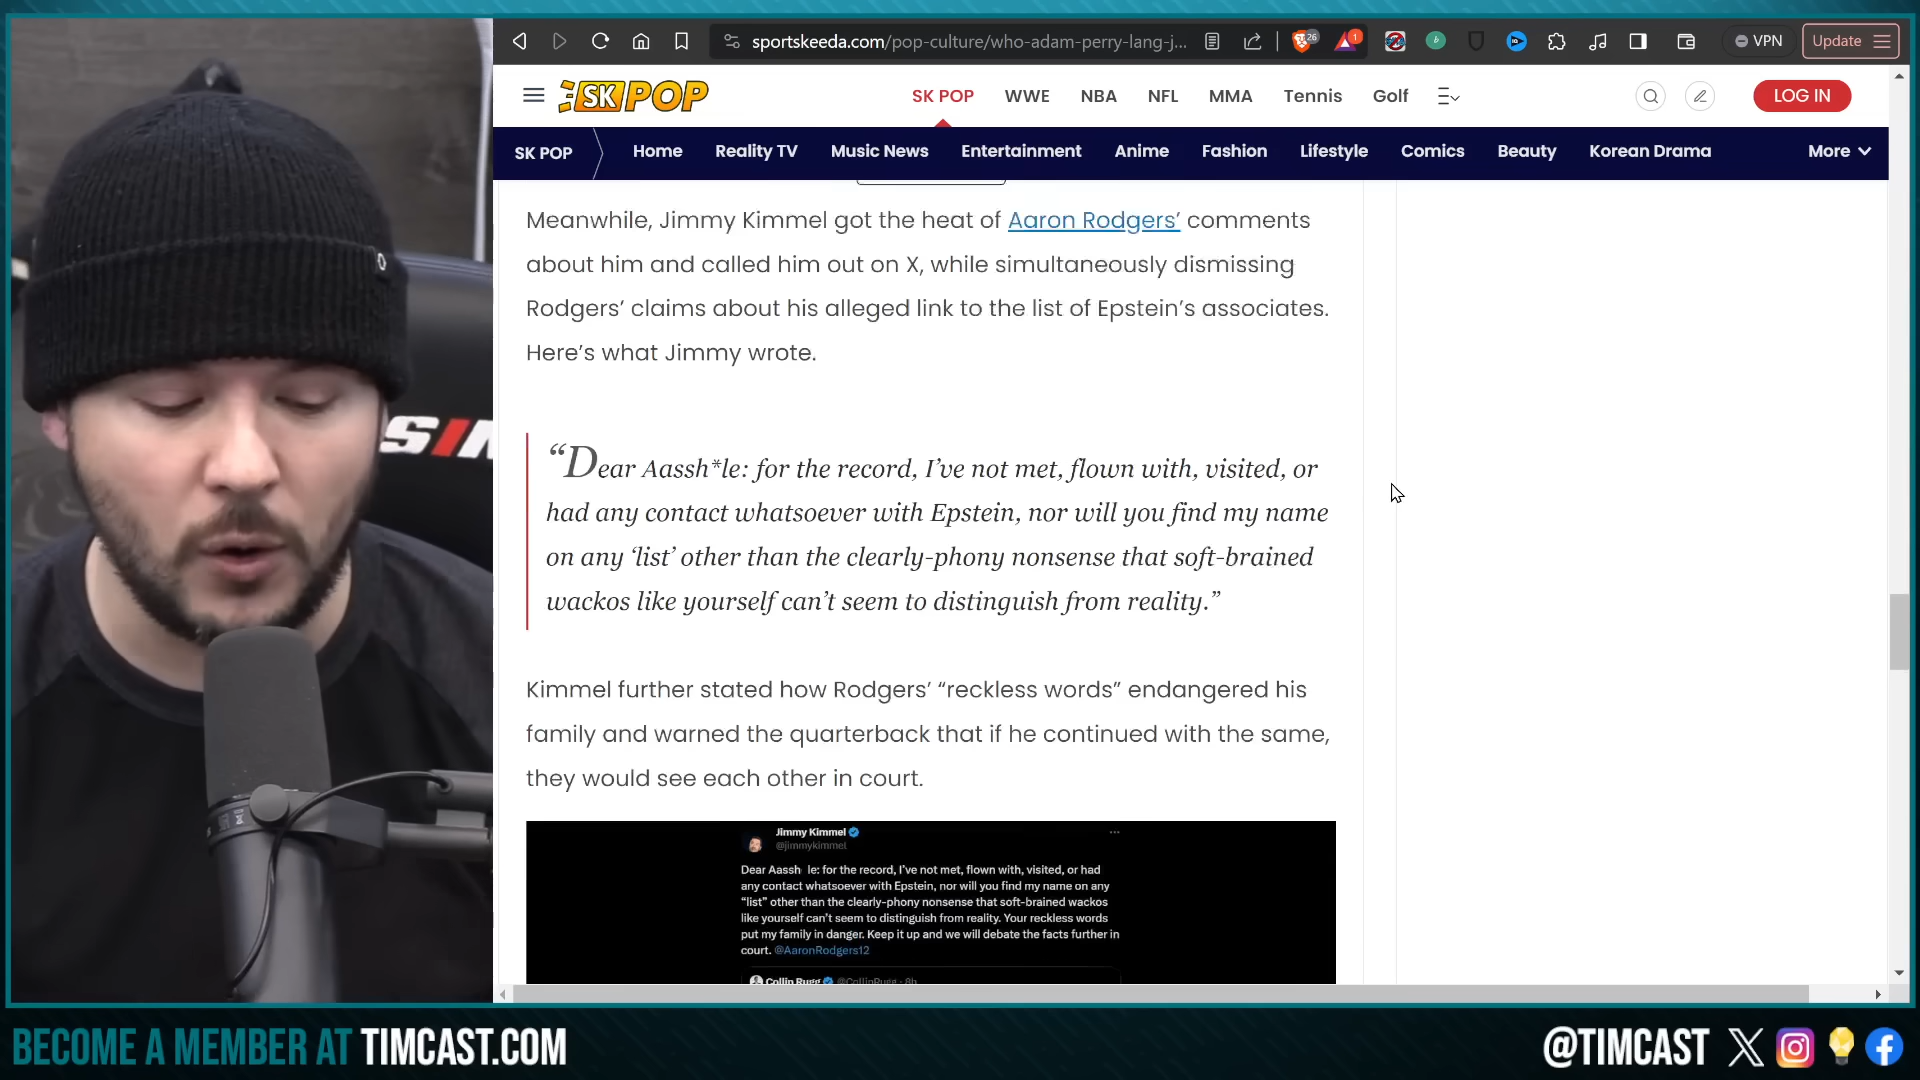 sportskeeda.com/pop-culture/who-adam-perry-lang-j...
26
1
VPN
Update
SK POP
SK POP
WWE
NBA
NFL
MMA
Tennis
Golf
LOG IN
SK POP
Home
Reality TV
Music News
Entertainment
Anime
Fashion
Lifestyle
Comics
Beauty
Korean Drama
More
Meanwhile, Jimmy Kimmel got the heat of Aaron Rodgers’ comments
about him and called him out on X, while simultaneously dismissing
Rodgers’ claims about his alleged link to the list of Epstein’s associates.
Here’s what Jimmy wrote.
“Dear Aassh*le: for the record, I’ve not met, flown with, visited, or
had any contact whatsoever with Epstein, nor will you find my name
on any ‘list’ other than the clearly-phony nonsense that soft-brained
wackos like yourself can’t seem to distinguish from reality.”
Kimmel further stated how Rodgers’ “reckless words” endangered his
family and warned the quarterback that if he continued with the same,
they would see each other in court.
Jimmy Kimmel
@jimmykimmel
Dear Aassh le: for the record, I’ve not met, flown with, visited, or had
any contact whatsoever with Epstein, nor will you find my name on any
“list” other than the clearly-phony nonsense that soft-brained wackos
like yourself can’t seem to distinguish from reality. Your reckless words
put my family in danger. Keep it up and we will debate the facts further in
court. @AaronRodgers12
Collin Rugg @CollinRugg · 8h
BECOME A MEMBER AT TIMCAST.COM
@TIMCAST